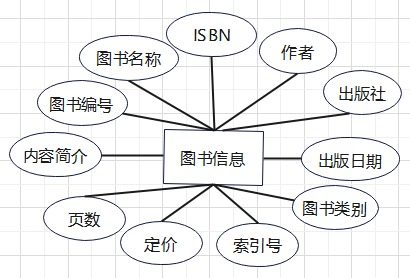 ISBN
图书名称
作者
图书编号
出版社
内容简介
图书信息
出版日期
页数
图书类别
定价
索引号